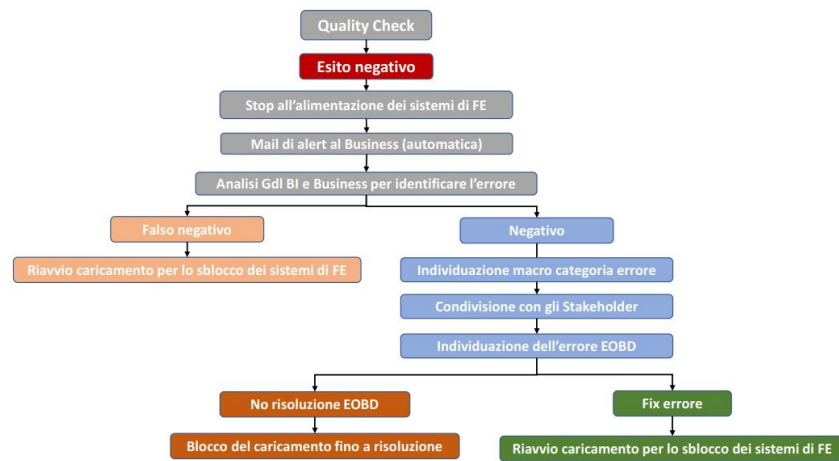 Quality Check
Esito negativo
Stop all'alimentazione dei sistemi di FE
Mail di alert al Business (automatica)
Analisi Gdl BI e Business per identificare l'errore
Falso negativo
Negativo
Riavvio caricamento per lo sblocco dei sistemi di FE
Individuazione macro categoria errore
Condivisione con gli Stakeholder
Individuazione dell'errore EOBD
No risoluzione EOBD
Fix errore
Blocco del caricamento fino a risoluzione
Riavvio caricamento per lo sblocco dei sistemi di FE